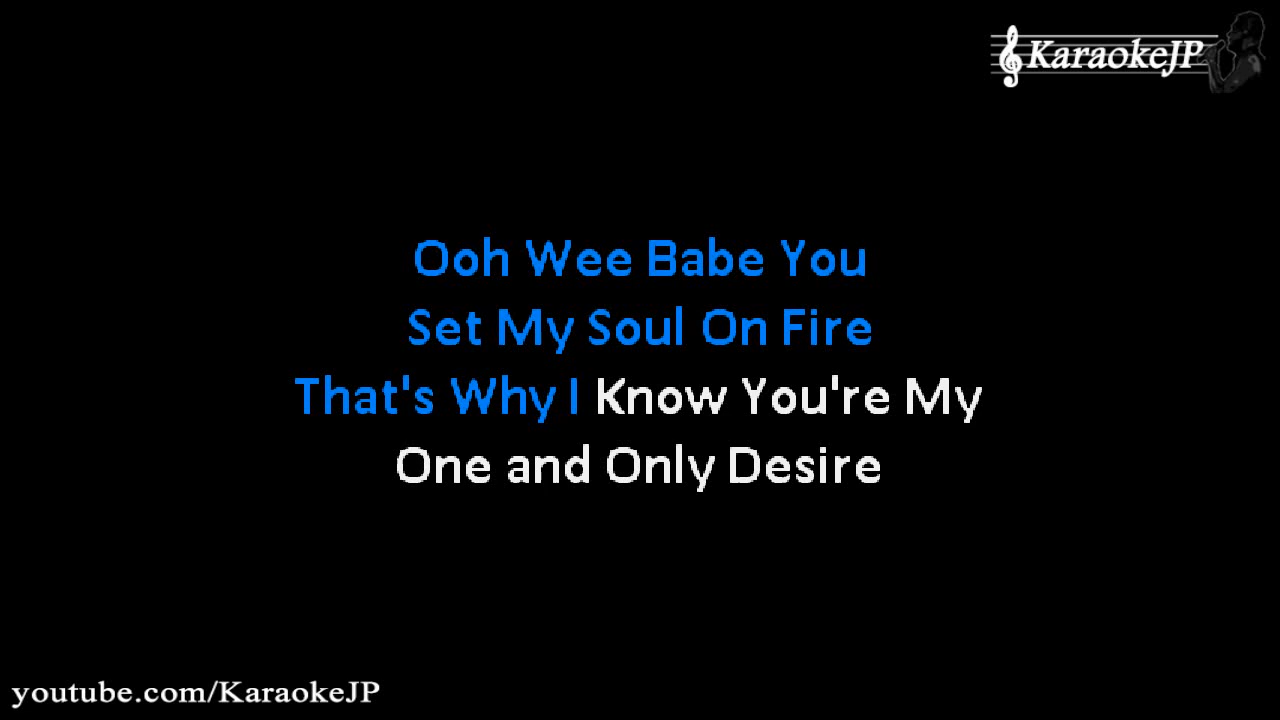 KaraokeJP
Ooh Wee Babe You
Set My Soul On Fire
That's Why I Know You're My
One and Only Desire
youtube.com/KaraokeJP